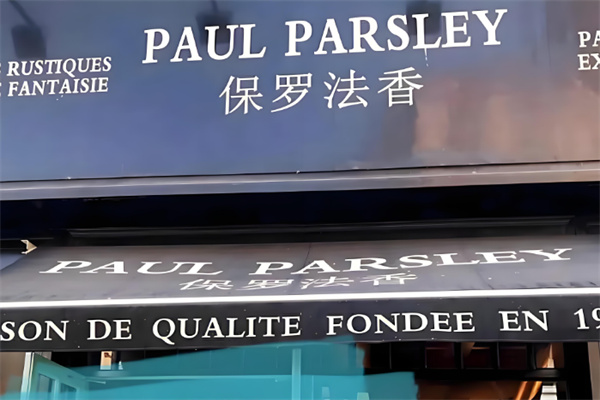 PAUL PARSLEY
保罗法香
RUSTIQUES
FANTAISIE
PAUL PARSLEY
保罗法香
SON DE QUALITE FONDEE EN 19